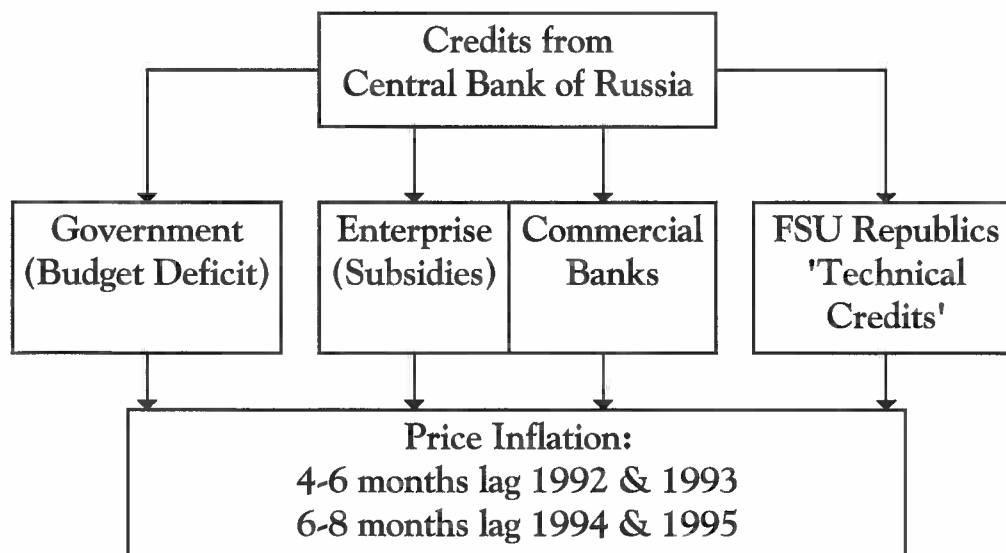 Credits from
Central Bank of Russia
Government
(Budget Deficit)
Enterprise
(Subsidies)
Commercial
Banks
FSU Republics
'Technical
Credits'
Price Inflation:
4-6 months lag 1992 & 1993
6-8 months lag 1994 & 1995